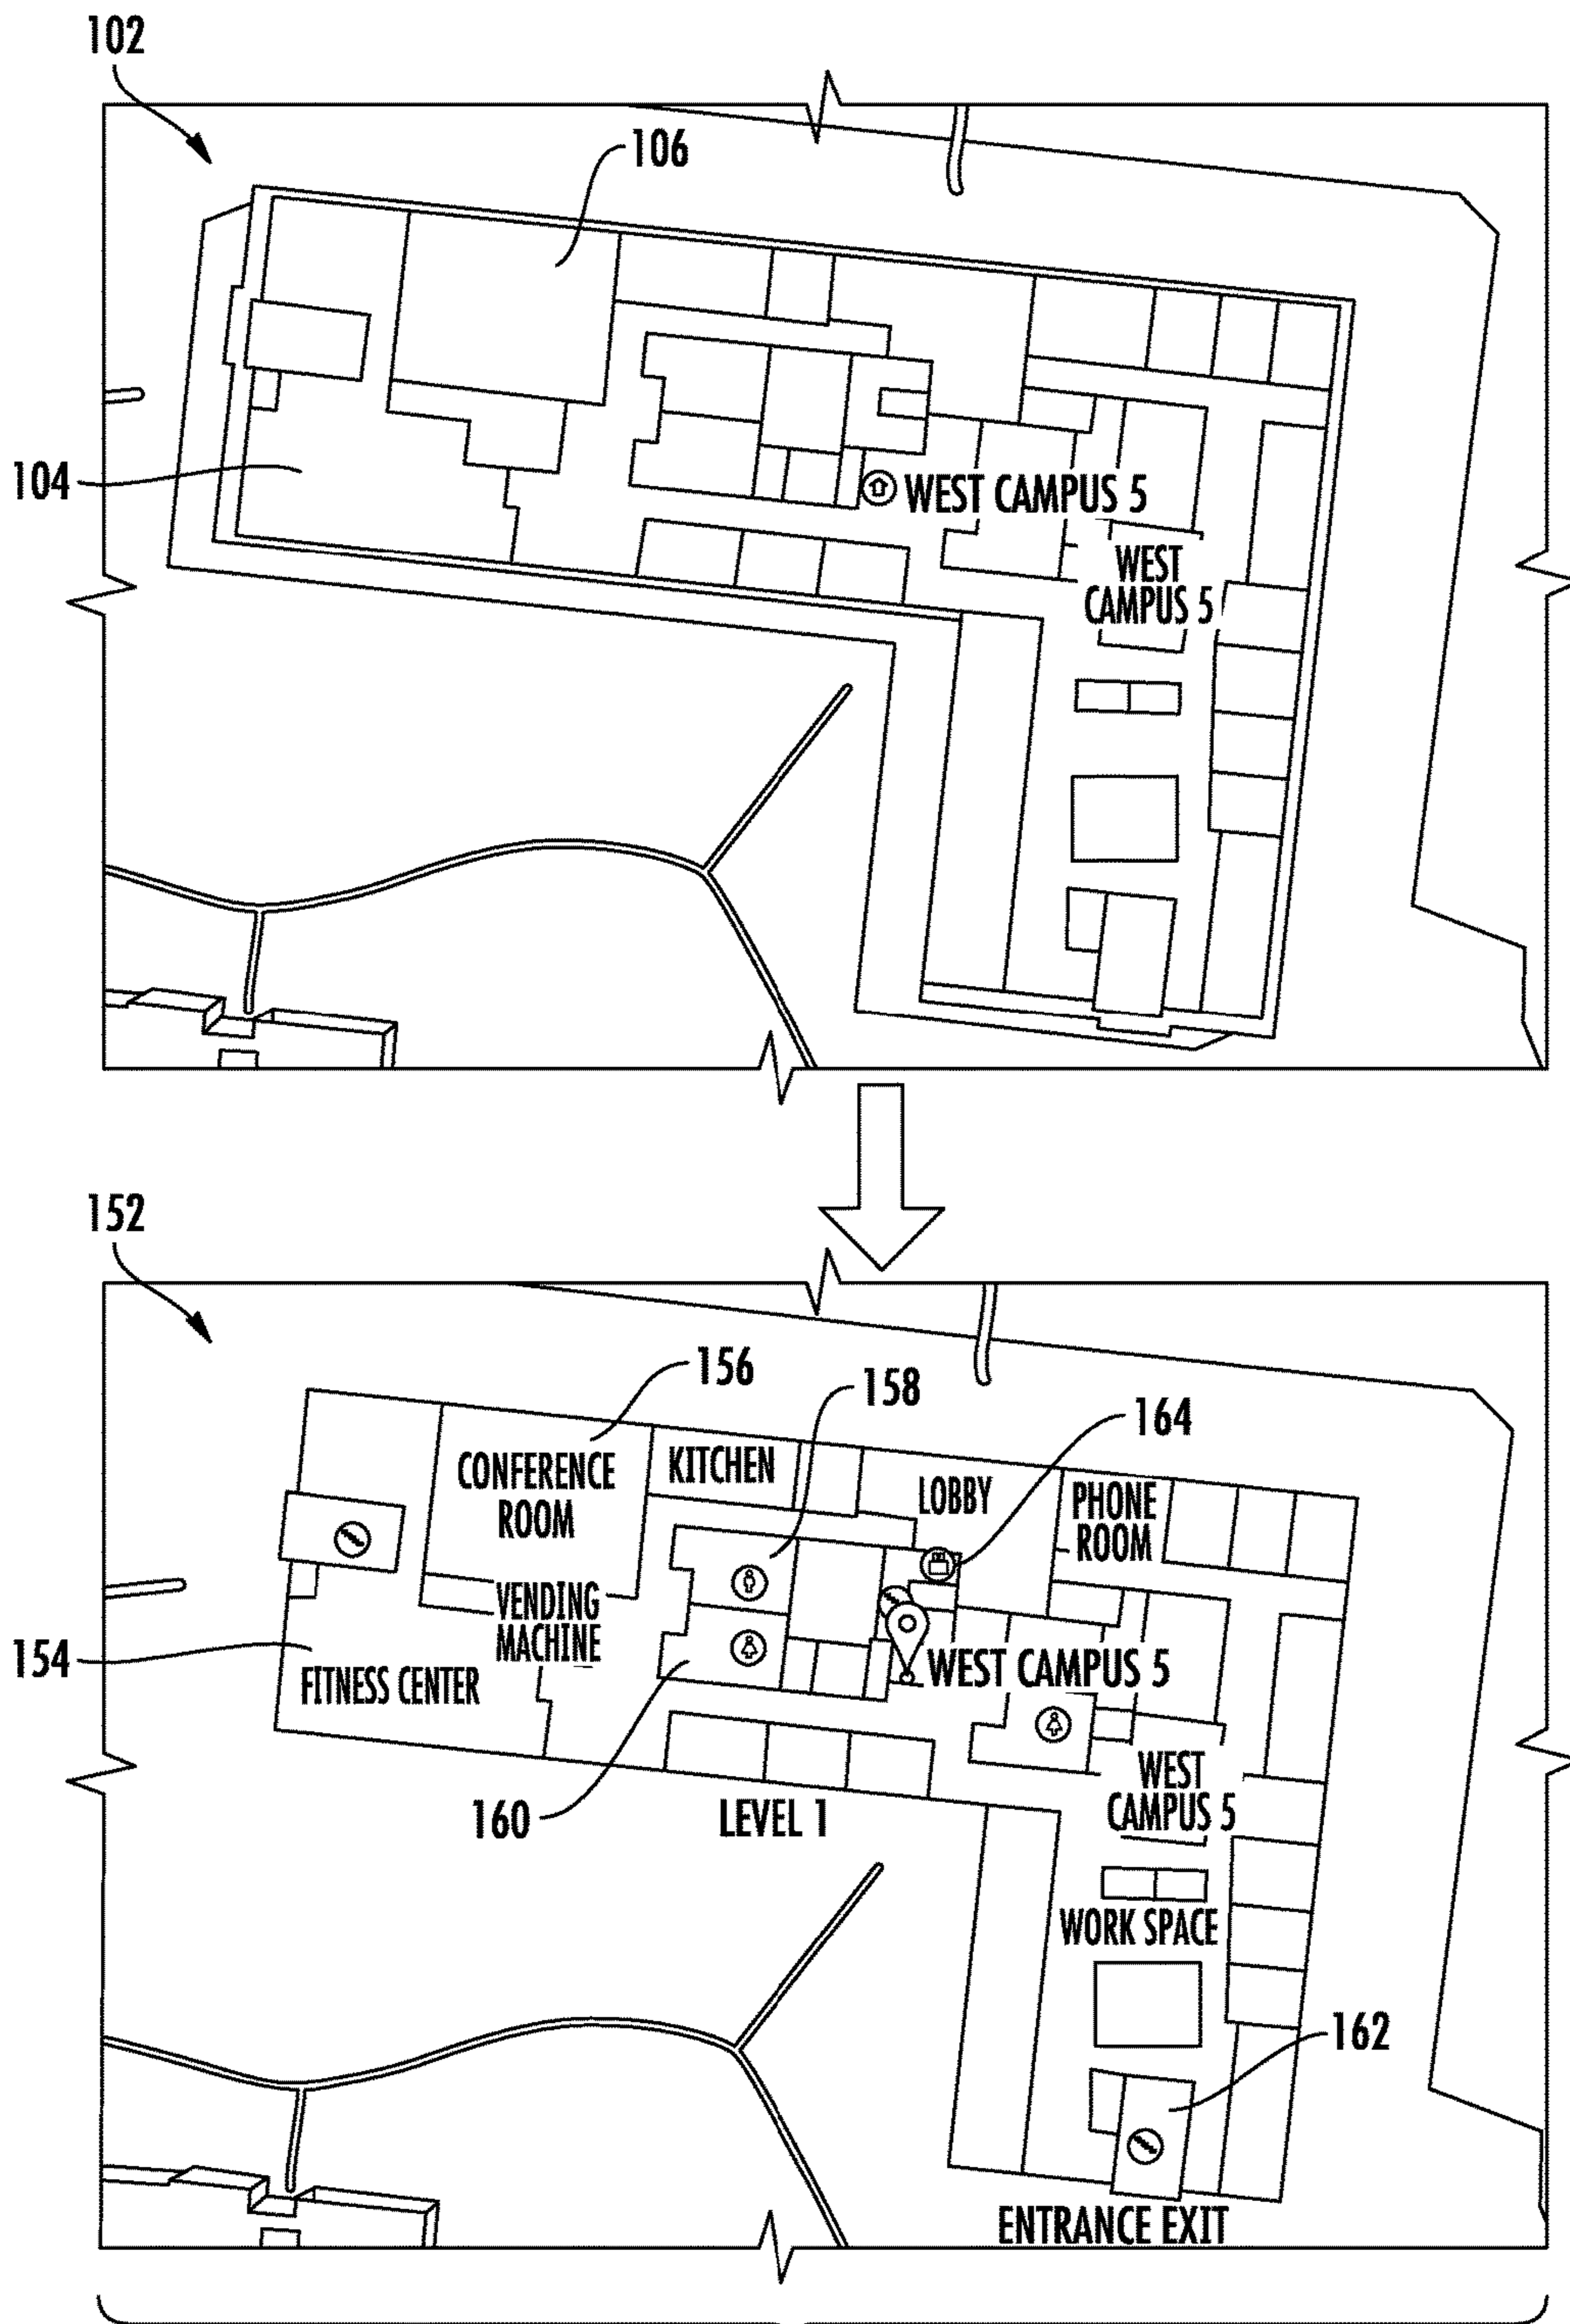 102
106
104
WEST CAMPUS 5
WEST
CAMPUS 5
152
156
158
164
CONFERENCE
ROOM
KITCHEN
LOBBY
PHONE
ROOM
VENDING
MACHINE
154
FITNESS CENTER
WEST CAMPUS 5
160
LEVEL 1
WEST
CAMPUS 5
WORK SPACE
162
ENTRANCE EXIT